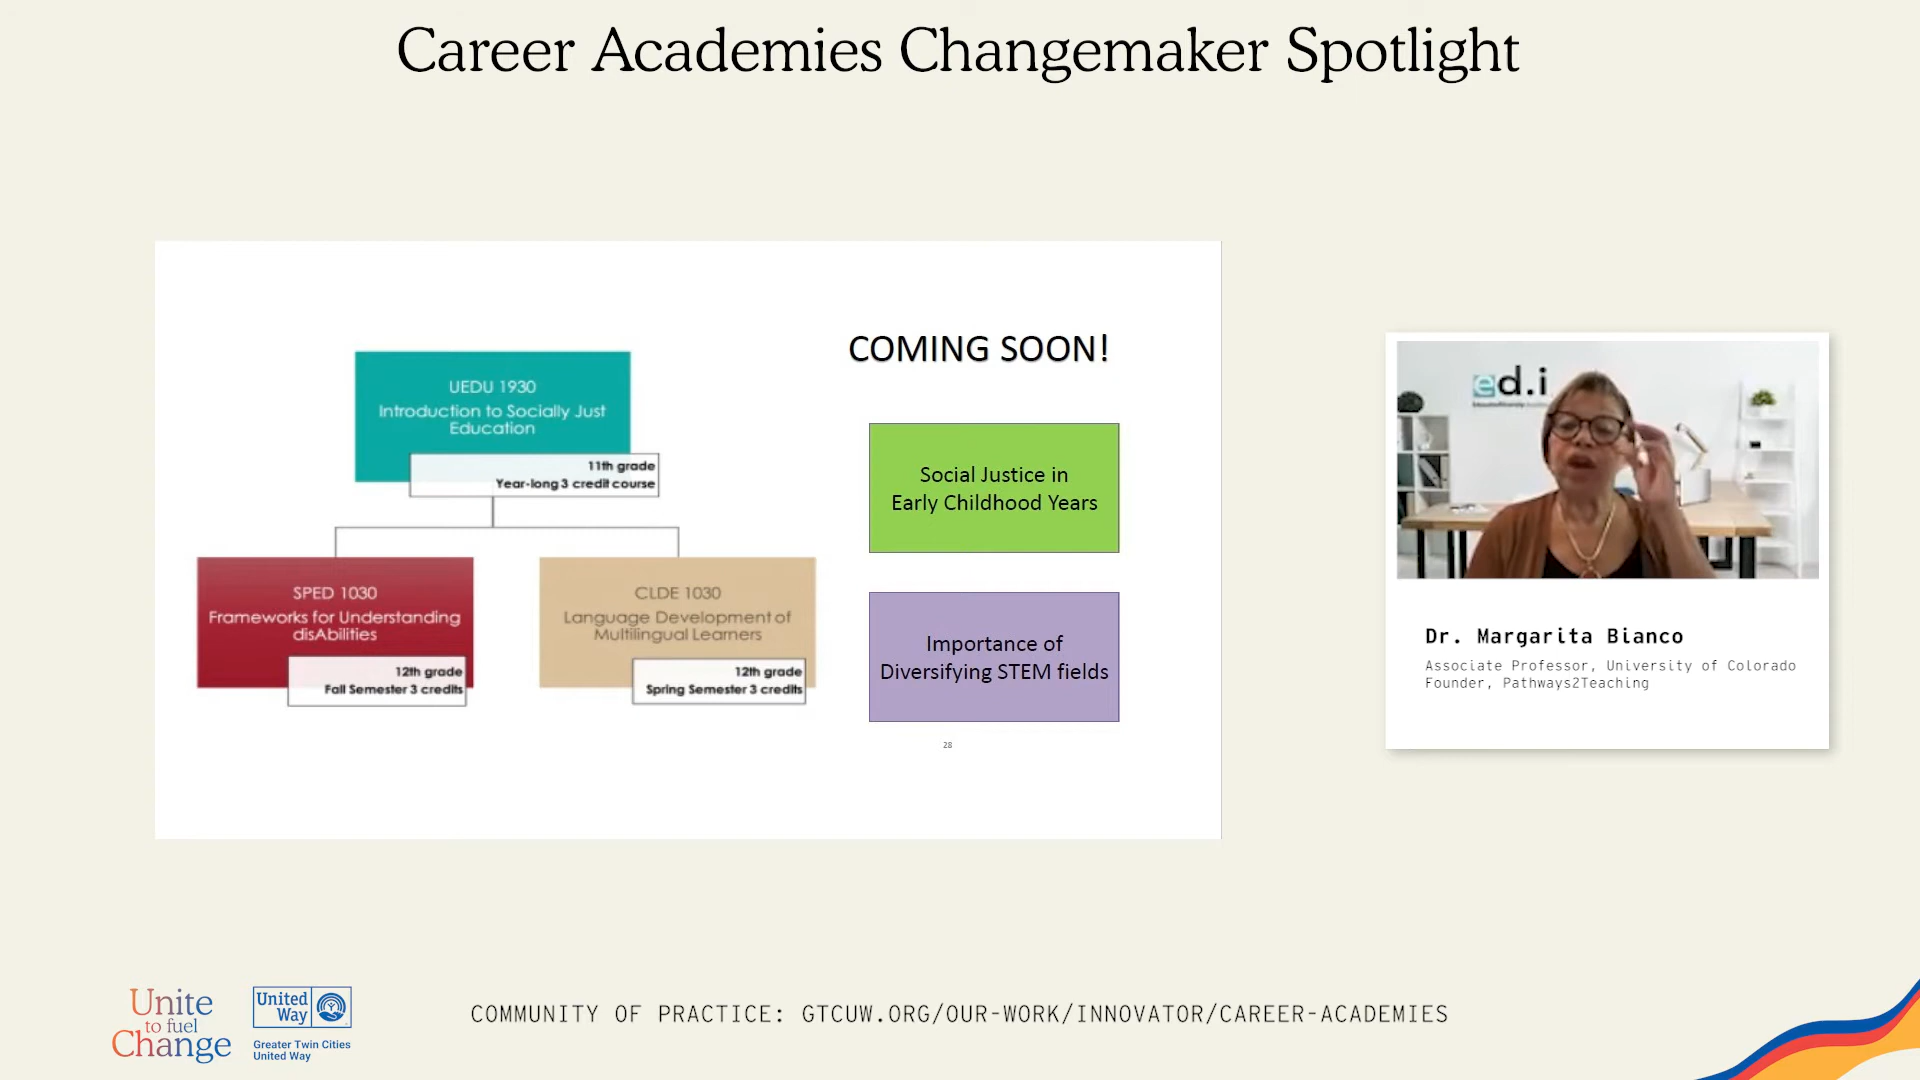 Career Academies Changemaker Spotlight
COMING SOON!
UEDU 1930
Introduction to Socially Just
Education
11th grade
Year-long 3 credit course
SPED 1030
Frameworks for Understanding
disAbilities
12th grade
Fall Semester 3 credits
CLDE 1030
Language Development of
Multilingual Learners
12th grade
Spring Semester 3 credits
Social Justice in
Early Childhood Years
Importance of
Diversifying STEM fields
28
ed.i
Dr. Margarita Bianco
Associate Professor, University of Colorado
Founder, Pathways2Teaching
Unite
to fuel
Change
United
Way
Greater Twin Cities
United Way
COMMUNITY OF PRACTICE: GTCUW.ORG/OUR-WORK/INNOVATOR/CAREER-ACADEMIES